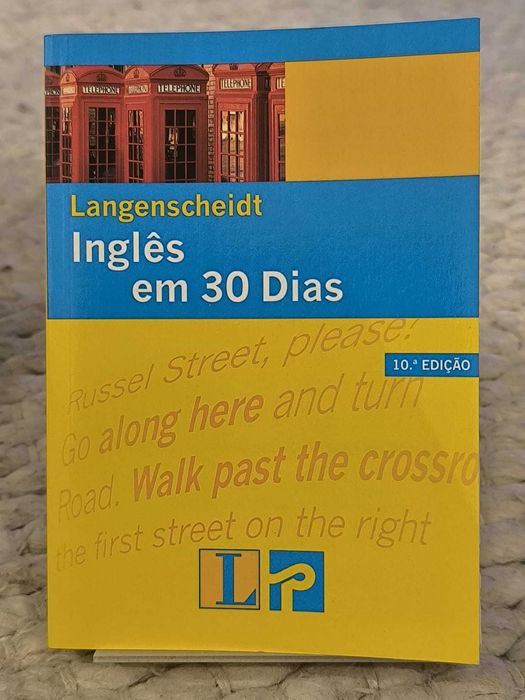 TELEPHONE TELEPHONE TELEPHONE TELEPHONE
Langenscheidt
Inglês
em 30 Dias
10.ª EDIÇÃO
Russel Street, please?
Go along here and turn
Road. Walk past the crossro
the first street on the right
L